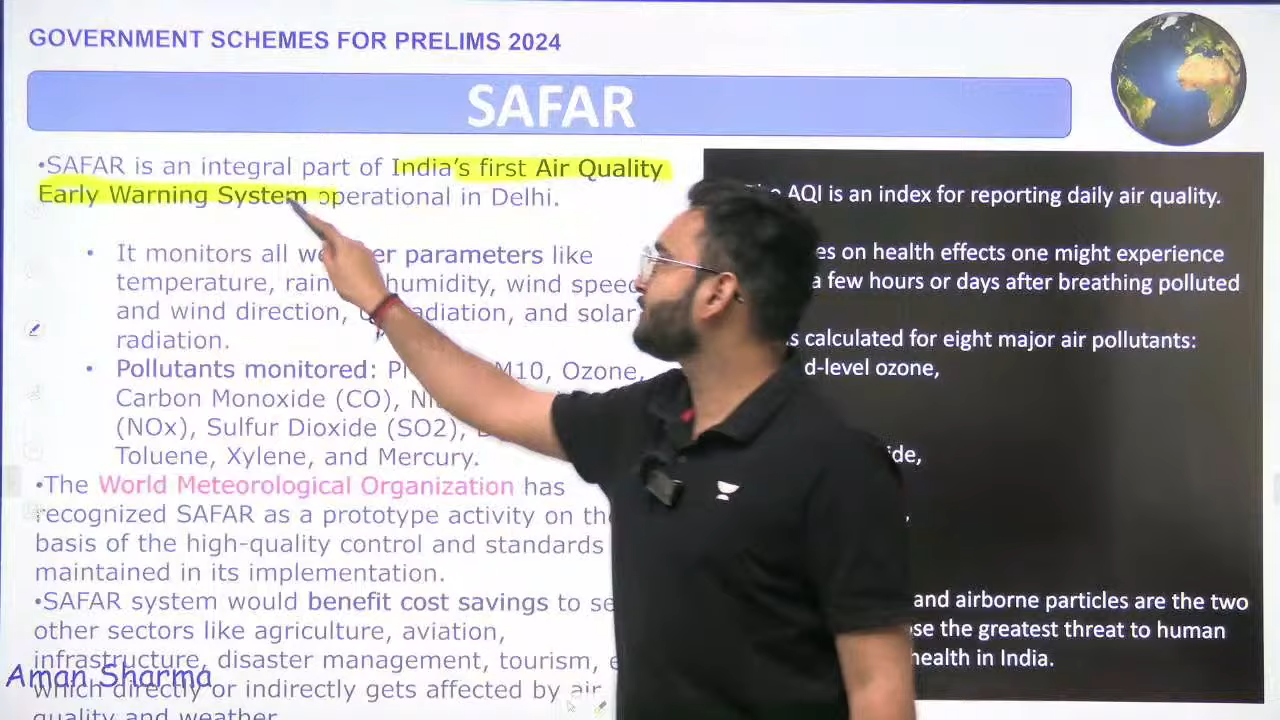 GOVERNMENT SCHEMES FOR PRELIMS 2024
SAFAR
•SAFAR is an integral part of India's first Air Quality
Early Warning System operational in Delhi.
• It monitors all parameters like
temperature, humidity, wind speed
and wind direction, radiation, and solar
radiation.
• Pollutants monitored: Ozone,
Carbon Monoxide (CO),
(NOx), Sulfur Dioxide (SO2),
Toluene, Xylene, and Mercury.
•The World Meteorological Organization has
recognized SAFAR as a prototype activity on
basis of the high-quality control and standards
maintained in its implementation.
•SAFAR system would benefit cost savings to
other sectors like agriculture, aviation,
infrastructure, disaster management, tourism,
which directly or indirectly gets affected by air
quality and weather.
Aman Sharma
AQI is an index for reporting daily air quality.
on health effects one might experience
a few hours or days after breathing polluted
calculated for eight major air pollutants:
ozone,
and airborne particles are the two
the greatest threat to human
health in India.